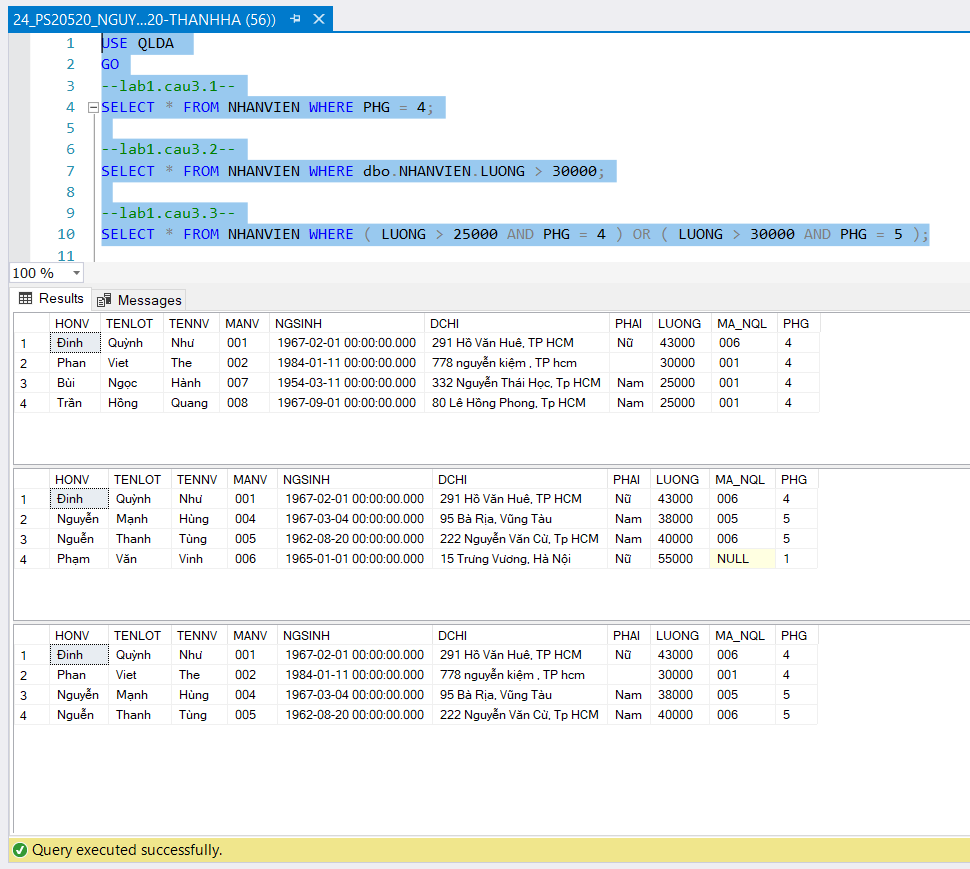 24_PS20520_NGUY...20-THANHHA (56))
1 USE QLDA
2 GO
3 --lab1.cau3.1--
4 SELECT * FROM NHANVIEN WHERE PHG = 4;
5
6 --lab1.cau3.2--
7 SELECT * FROM NHANVIEN WHERE dbo.NHANVIEN.LUONG > 30000;
8
9 --lab1.cau3.3--
10 SELECT * FROM NHANVIEN WHERE ( LUONG > 25000 AND PHG = 4 ) OR ( LUONG > 30000 AND PHG = 5 );
11
100 %
Results Messages
HONV TENLOT TENNV MANV NGSINH DCHI PHAI LUONG MA_NQL PHG
1 Đinh Quỳnh Như 001 1967-02-01 00:00:00.000 291 Hồ Văn Huê, TP HCM Nữ 43000 006 4
2 Phan Viet The 002 1984-01-11 00:00:00.000 778 nguyễn kiệm , TP hcm 30000 001 4
3 Bùi Ngọc Hành 007 1954-03-11 00:00:00.000 332 Nguyễn Thái Học, Tp HCM Nam 25000 001 4
4 Trần Hồng Quang 008 1967-09-01 00:00:00.000 80 Lê Hồng Phong, Tp HCM Nam 25000 001 4
HONV TENLOT TENNV MANV NGSINH DCHI PHAI LUONG MA_NQL PHG
1 Đinh Quỳnh Như 001 1967-02-01 00:00:00.000 291 Hồ Văn Huê, TP HCM Nữ 43000 006 4
2 Nguyễn Mạnh Hùng 004 1967-03-04 00:00:00.000 95 Bà Rịa, Vũng Tàu Nam 38000 005 5
3 Nguễn Thanh Tùng 005 1962-08-20 00:00:00.000 222 Nguyễn Văn Cừ, Tp HCM Nam 40000 006 5
4 Phạm Văn Vinh 006 1965-01-01 00:00:00.000 15 Trưng Vương, Hà Nội Nữ 55000 NULL 1
HONV TENLOT TENNV MANV NGSINH DCHI PHAI LUONG MA_NQL PHG
1 Đinh Quỳnh Như 001 1967-02-01 00:00:00.000 291 Hồ Văn Huê, TP HCM Nữ 43000 006 4
2 Phan Viet The 002 1984-01-11 00:00:00.000 778 nguyễn kiệm , TP hcm 30000 001 4
3 Nguyễn Mạnh Hùng 004 1967-03-04 00:00:00.000 95 Bà Rịa, Vũng Tàu Nam 38000 005 5
4 Nguễn Thanh Tùng 005 1962-08-20 00:00:00.000 222 Nguyễn Văn Cừ, Tp HCM Nam 40000 006 5
Query executed successfully.